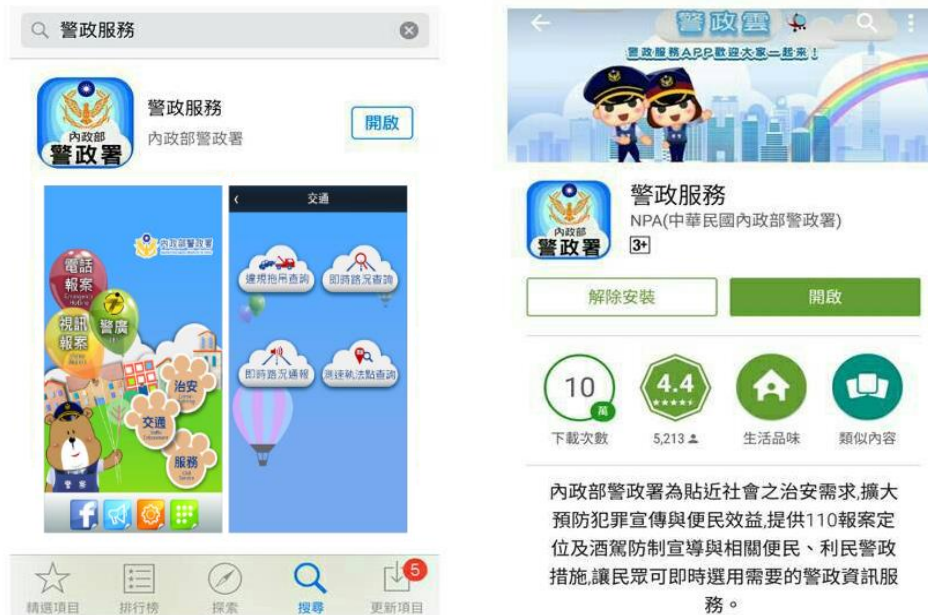 警政服務
警政服務
內政部警政署
開啟
內政部
警政署
內政部警政署
電話
報案
視訊
報案
警廣
治安
交通
服務
警察
交通
違規拖吊查詢
即時路況查詢
即時路況通報
測速執法點查詢
精選項目
排行榜
探索
搜尋
更新項目
5
警政雲
警政服務APP歡迎大家一起來！
內政部
警政署
警政服務
NPA(中華民國內政部警政署)
3+
解除安裝
開啟
10
萬
下載次數
4.4
5,213
生活品味
類似內容
內政部警政署為貼近社會之治安需求,擴大
預防犯罪宣傳與便民效益,提供110報案定
位及酒駕防制宣導與相關便民、利民警政
措施,讓民眾可即時選用需要的警政資訊服
務。